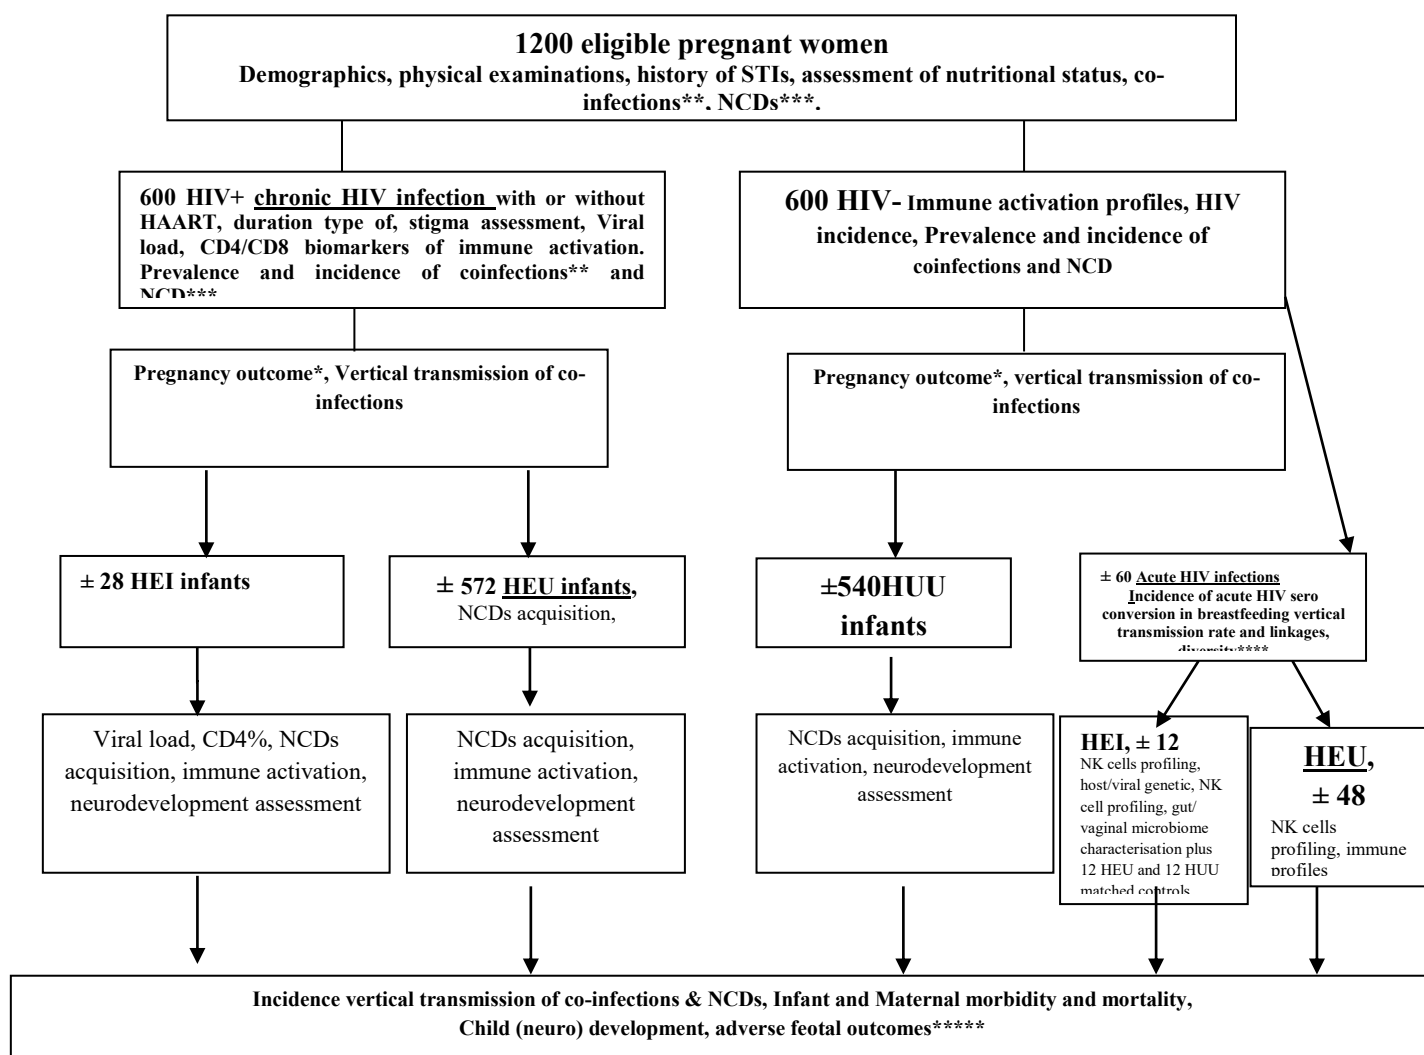 1200 eligible pregnant women
Demographics, physical examinations, history of STIs, assessment of nutritional status, co-
infections**, NCDs***.
600 HIV+ chronic HIV infection with or without
HAART, duration type of, stigma assessment, Viral
load, CD4/CD8 biomarkers of immune activation.
Prevalence and incidence of coinfections** and
NCD***
600 HIV- Immune activation profiles, HIV
incidence, Prevalence and incidence of
coinfections and NCD
Pregnancy outcome*, Vertical transmission of co-
infections
Pregnancy outcome*, vertical transmission of co-
infections
± 28 HEI infants
± 572 HEU infants,
NCDs acquisition,
±540HUU
infants
± 60 Acute HIV infections
Incidence of acute HIV sero
conversion in breastfeeding vertical
transmission rate and linkages,
diversity****
Viral load, CD4%, NCDs
acquisition, immune activation,
neurodevelopment assessment
NCDs acquisition,
immune activation,
neurodevelopment
assessment
NCDs acquisition, immune
activation, neurodevelopment
assessment
HEI, ± 12
NK cells profiling,
host/viral genetic, NK
cell profiling, gut/
vaginal microbiome
characterisation plus
12 HEU and 12 HUU
matched controls
HEU,
± 48
NK cells
profiling, immune
profiles
Incidence vertical transmission of co-infections & NCDs, Infant and Maternal morbidity and mortality,
Child (neuro) development, adverse feotal outcomes*****